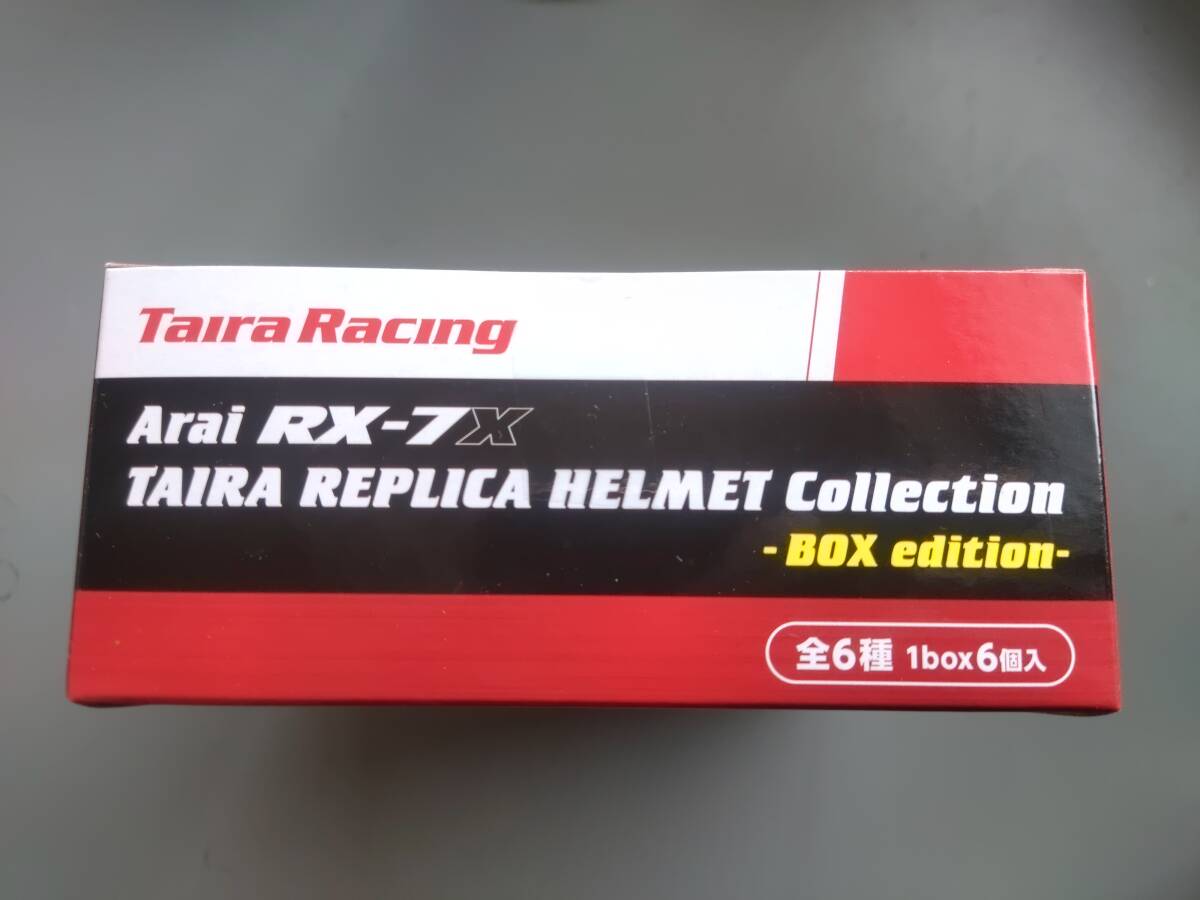 Taira Racing
Arai RX-7X
TAIRA REPLICA HELMET Collection
- BOX edition-
全6種 1box6個入